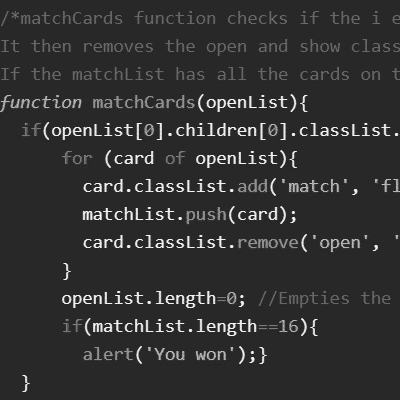 /*matchCards function checks if the i e
It then removes the open and show class
If the matchList has all the cards on t
function matchCards(openList){
if(openList[0].children[0].classList.
for (card of openList){
card.classList.add('match', 'fl
matchList.push(card);
card.classList.remove('open', '
}
openList.length=0; //Empties the
if(matchList.length==16){
alert('You won');}
}